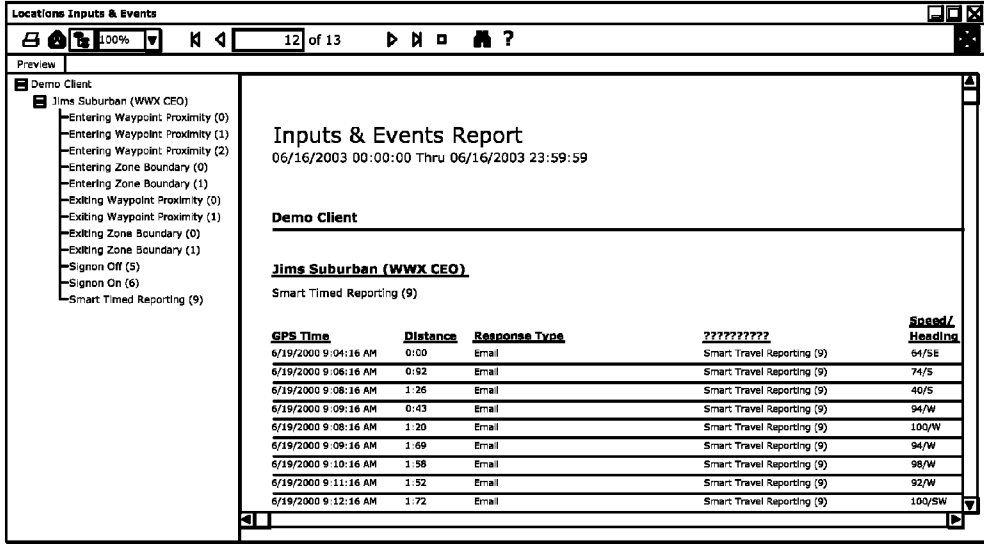 Locations Inputs & Events
100%
12 of 13
?
Preview
Demo Client
Jims Suburban (WWX CEO)
Entering Waypoint Proximity (0)
Entering Waypoint Proximity (1)
Entering Waypoint Proximity (2)
Entering Zone Boundary (0)
Entering Zone Boundary (1)
Exiting Waypoint Proximity (0)
Exiting Waypoint Proximity (1)
Exiting Zone Boundary (0)
Exiting Zone Boundary (1)
Signon Off (5)
Signon On (6)
Smart Timed Reporting (9)
Inputs & Events Report
06/16/2003 00:00:00 Thru 06/16/2003 23:59:59
Demo Client
Jims Suburban (WWX CEO)
Smart Timed Reporting (9)
GPS Time Distance Response Type ?????????? Speed/ Heading
6/19/2000 9:04:16 AM 0:00 Email Smart Travel Reporting (9) 64/SE
6/19/2000 9:06:16 AM 0:92 Email Smart Travel Reporting (9) 74/S
6/19/2000 9:08:16 AM 1:26 Email Smart Travel Reporting (9) 40/S
6/19/2000 9:09:16 AM 0:43 Email Smart Travel Reporting (9) 94/W
6/19/2000 9:08:16 AM 1:20 Email Smart Travel Reporting (9) 100/W
6/19/2000 9:09:16 AM 1:69 Email Smart Travel Reporting (9) 94/W
6/19/2000 9:10:16 AM 1:58 Email Smart Travel Reporting (9) 98/W
6/19/2000 9:11:16 AM 1:52 Email Smart Travel Reporting (9) 92/W
6/19/2000 9:12:16 AM 1:72 Email Smart Travel Reporting (9) 100/SW